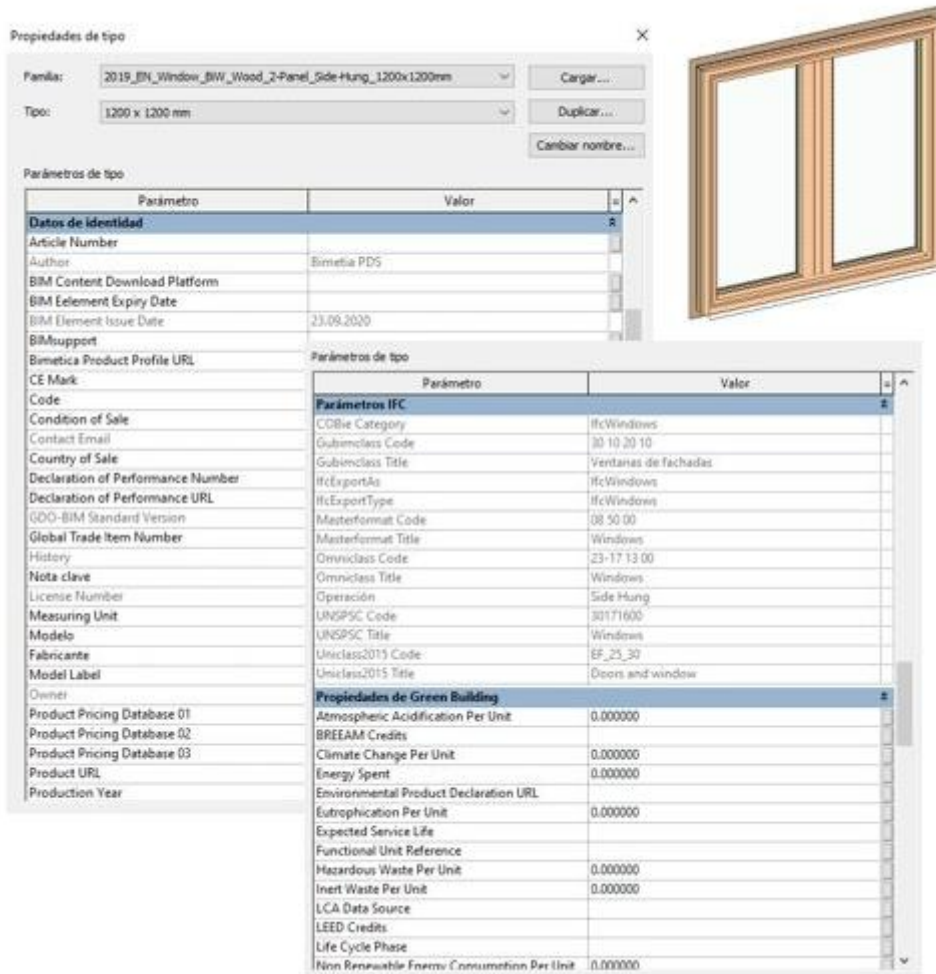 Propiedades de tipo
Familia: 2019_EN_Window_BiW_Wood_2-Panel_Side-Hung_1200x1200mm Cargar...
Tipo: 1200 x 1200 mm Duplicar...
Cambiar nombre...
Parámetros de tipo
Parámetro Valor =
Datos de identidad
Article Number
Author Bimetia PDS
BIM Content Download Platform
BIM Eelement Expiry Date
BIM Element Issue Date 23.09.2020
BIMsupport
Bimetica Product Profile URL
CE Mark
Code
Condition of Sale
Contact Email
Country of Sale
Declaration of Performance Number
Declaration of Performance URL
GDO-BIM Standard Version
Global Trade Item Number
History
Nota clave
License Number
Measuring Unit
Modelo
Fabricante
Model Label
Owner
Product Pricing Database 01
Product Pricing Database 02
Product Pricing Database 03
Product URL
Production Year
Parámetros de tipo
Parámetro Valor =
Parámetros IFC
COBie Category IfcWindows
Gubimclass Code 30 10 20 10
Gubimclass Title Ventanas de fachadas
IfcExportAs IfcWindows
IfcExportType IfcWindows
Masterformat Code 08 50 00
Masterformat Title Windows
Omniclass Code 23-17 13 00
Omniclass Title Windows
Operación Side Hung
UNSPSC Code 30171600
UNSPSC Title Windows
Uniclass2015 Code EF_25_30
Uniclass2015 Title Doors and window
Propiedades de Green Building
Atmospheric Acidification Per Unit 0.000000
BREEAM Credits
Climate Change Per Unit 0.000000
Energy Spent 0.000000
Environmental Product Declaration URL
Eutrophication Per Unit 0.000000
Expected Service Life
Functional Unit Reference
Hazardous Waste Per Unit 0.000000
Inert Waste Per Unit 0.000000
LCA Data Source
LEED Credits
Life Cycle Phase
Non Renewable Energy Consumption Per Unit 0.000000